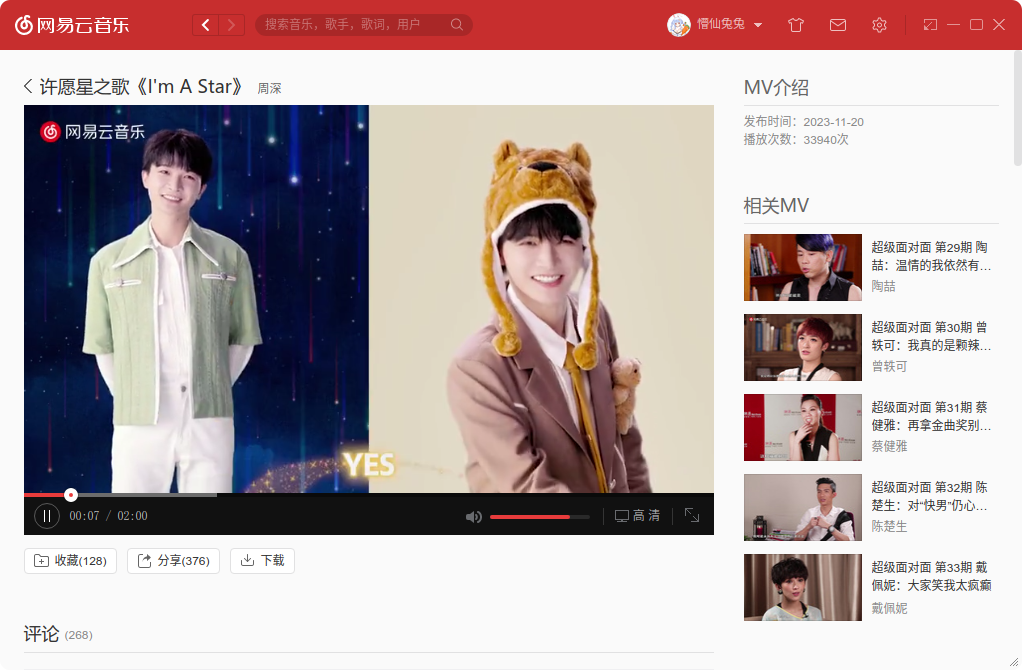 网易云音乐
搜索音乐，歌手，歌词，用户
懵仙兔兔
许愿星之歌《I'm A Star》 周深
网易云音乐
YES
00:07 / 02:00
高清
收藏(128)
分享(376)
下载
评论 (268)
MV介绍
发布时间：2023-11-20
播放次数：33940次
相关MV
超级面对面 第29期 陶
喆：温情的我依然有…
陶喆
超级面对面 第30期 曾
轶可：我真的是颗辣…
曾轶可
超级面对面 第31期 蔡
健雅：再拿金曲奖别…
蔡健雅
超级面对面 第32期 陈
楚生：对“快男”仍心…
陈楚生
超级面对面 第33期 戴
佩妮：大家笑我太疯癫
戴佩妮